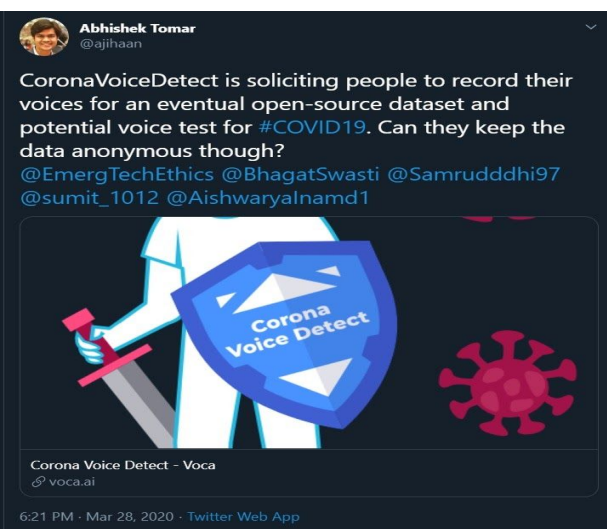 Abhishek Tomar
@ajihaan
CoronaVoiceDetect is soliciting people to record their
voices for an eventual open-source dataset and
potential voice test for #COVID19. Can they keep the
data anonymous though?
@EmergTechEthics @BhagatSwasti @Samrudddhi97
@sumit_1012 @AishwaryaInamd1
Corona
Voice Detect
Corona Voice Detect - Voca
voca.ai
6:21 PM · Mar 28, 2020 · Twitter Web App